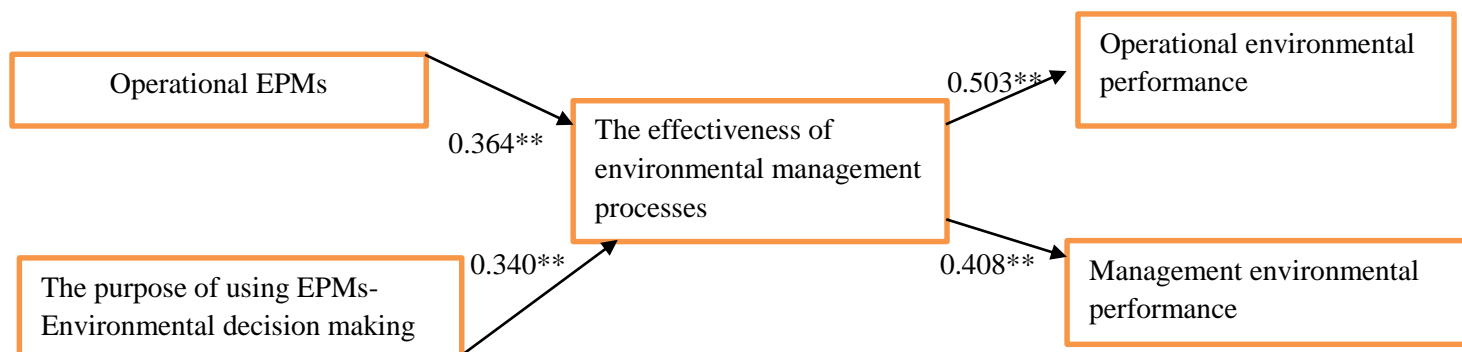 Operational EPMs
0.364**
The purpose of using EPMs-
Environmental decision making
0.340**
The effectiveness of
environmental management
processes
0.503**
Operational environmental
performance
0.408**
Management environmental
performance